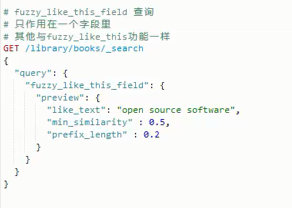 # fuzzy_like_this_field 查询
# 只作用在一个字段里
# 其他与fuzzy_like_this功能一样
GET /library/books/_search
{
  "query": {
    "fuzzy_like_this_field": {
      "preview": {
        "like_text": "open source software",
        "min_similarity" : 0.5,
        "prefix_length" : 0.2
      }
    }
  }
}